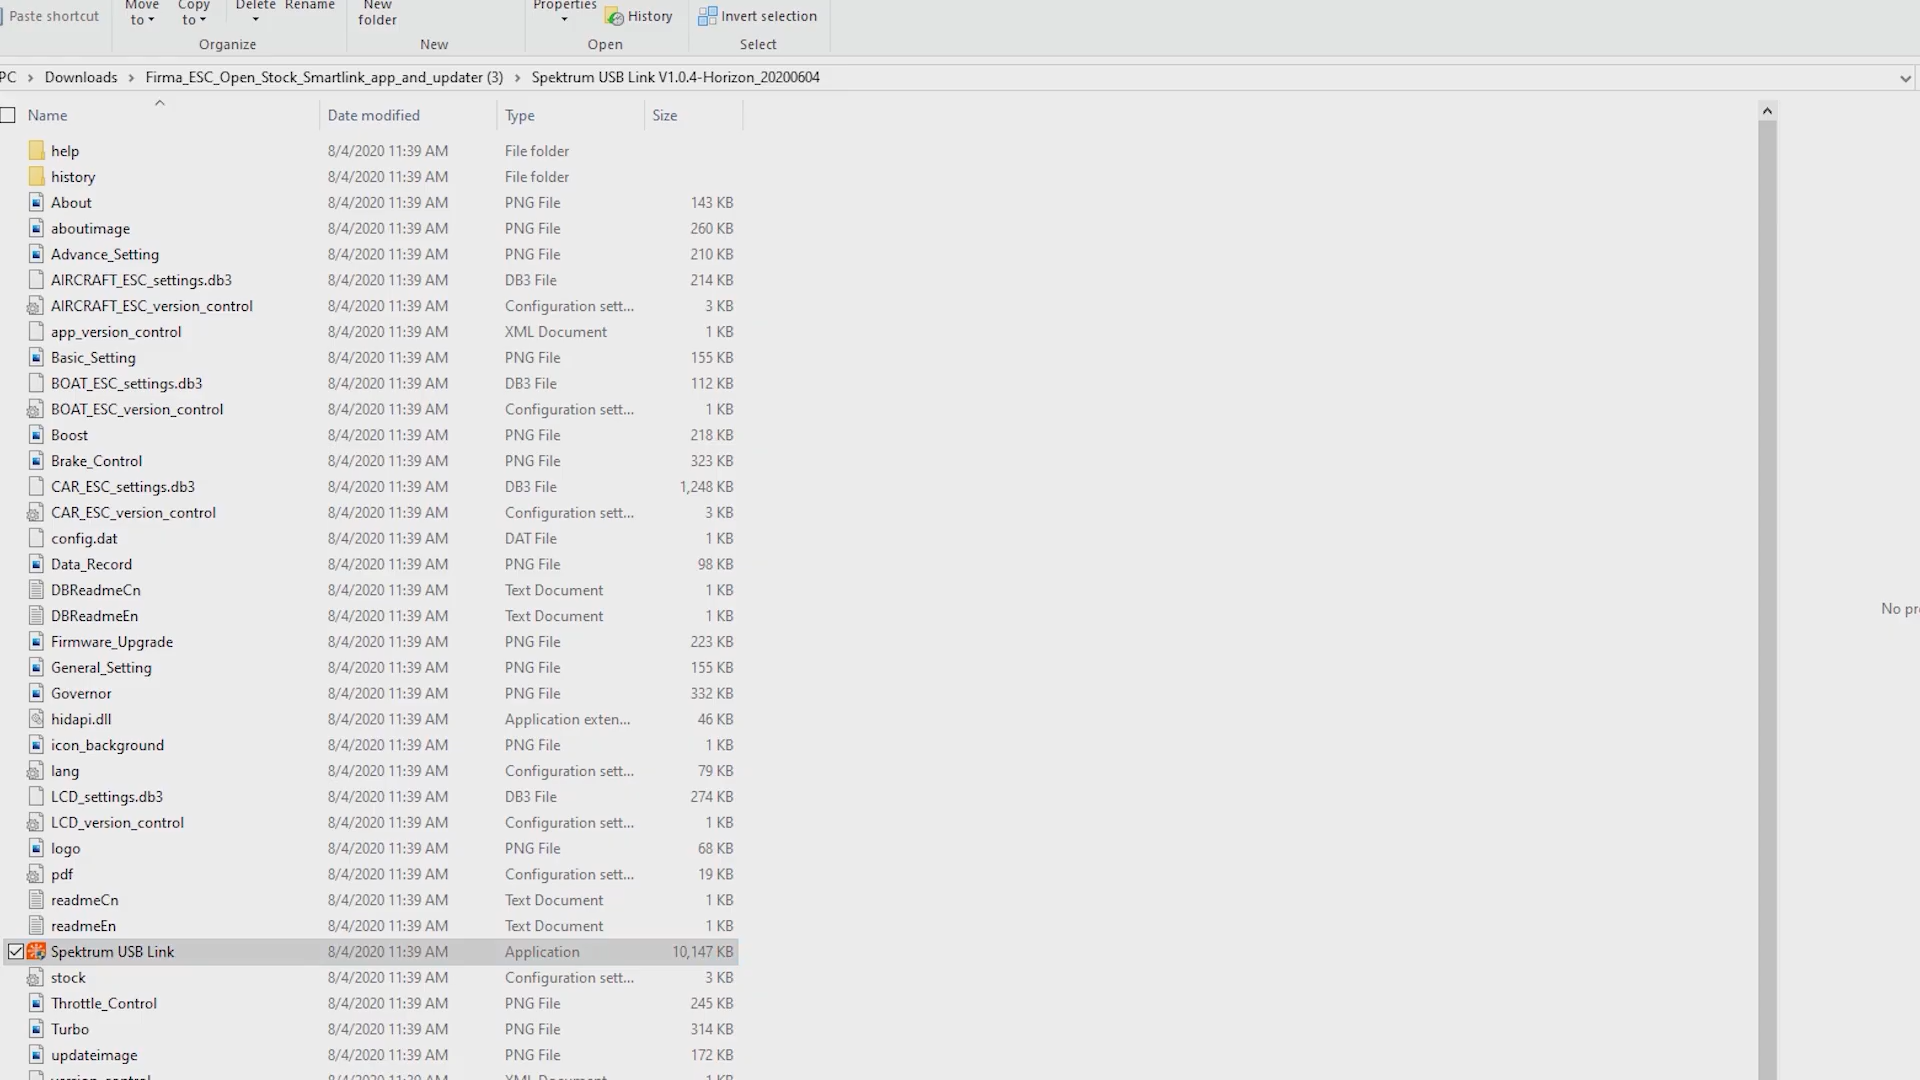 Paste shortcut
Move to
Copy to
Delete
Rename
New folder
Properties
History
Invert selection
Organize
New
Open
Select
PC > Downloads > Firma_ESC_Open_Stock_Smartlink_app_and_updater (3) > Spektrum USB Link V1.0.4-Horizon_20200604
Name Date modified Type Size
help 8/4/2020 11:39 AM File folder
history 8/4/2020 11:39 AM File folder
About 8/4/2020 11:39 AM PNG File 143 KB
aboutimage 8/4/2020 11:39 AM PNG File 260 KB
Advance_Setting 8/4/2020 11:39 AM PNG File 210 KB
AIRCRAFT_ESC_settings.db3 8/4/2020 11:39 AM DB3 File 214 KB
AIRCRAFT_ESC_version_control 8/4/2020 11:39 AM Configuration sett... 3 KB
app_version_control 8/4/2020 11:39 AM XML Document 1 KB
Basic_Setting 8/4/2020 11:39 AM PNG File 155 KB
BOAT_ESC_settings.db3 8/4/2020 11:39 AM DB3 File 112 KB
BOAT_ESC_version_control 8/4/2020 11:39 AM Configuration sett... 1 KB
Boost 8/4/2020 11:39 AM PNG File 218 KB
Brake_Control 8/4/2020 11:39 AM PNG File 323 KB
CAR_ESC_settings.db3 8/4/2020 11:39 AM DB3 File 1,248 KB
CAR_ESC_version_control 8/4/2020 11:39 AM Configuration sett... 3 KB
config.dat 8/4/2020 11:39 AM DAT File 1 KB
Data_Record 8/4/2020 11:39 AM PNG File 98 KB
DBReadmeCn 8/4/2020 11:39 AM Text Document 1 KB
DBReadmeEn 8/4/2020 11:39 AM Text Document 1 KB
No pr
Firmware_Upgrade 8/4/2020 11:39 AM PNG File 223 KB
General_Setting 8/4/2020 11:39 AM PNG File 155 KB
Governor 8/4/2020 11:39 AM PNG File 332 KB
hidapi.dll 8/4/2020 11:39 AM Application exten... 46 KB
icon_background 8/4/2020 11:39 AM PNG File 1 KB
lang 8/4/2020 11:39 AM Configuration sett... 79 KB
LCD_settings.db3 8/4/2020 11:39 AM DB3 File 274 KB
LCD_version_control 8/4/2020 11:39 AM Configuration sett... 1 KB
logo 8/4/2020 11:39 AM PNG File 68 KB
pdf 8/4/2020 11:39 AM Configuration sett... 19 KB
readmeCn 8/4/2020 11:39 AM Text Document 1 KB
readmeEn 8/4/2020 11:39 AM Text Document 1 KB
Spektrum USB Link 8/4/2020 11:39 AM Application 10,147 KB
stock 8/4/2020 11:39 AM Configuration sett... 3 KB
Throttle_Control 8/4/2020 11:39 AM PNG File 245 KB
Turbo 8/4/2020 11:39 AM PNG File 314 KB
updateimage 8/4/2020 11:39 AM PNG File 172 KB